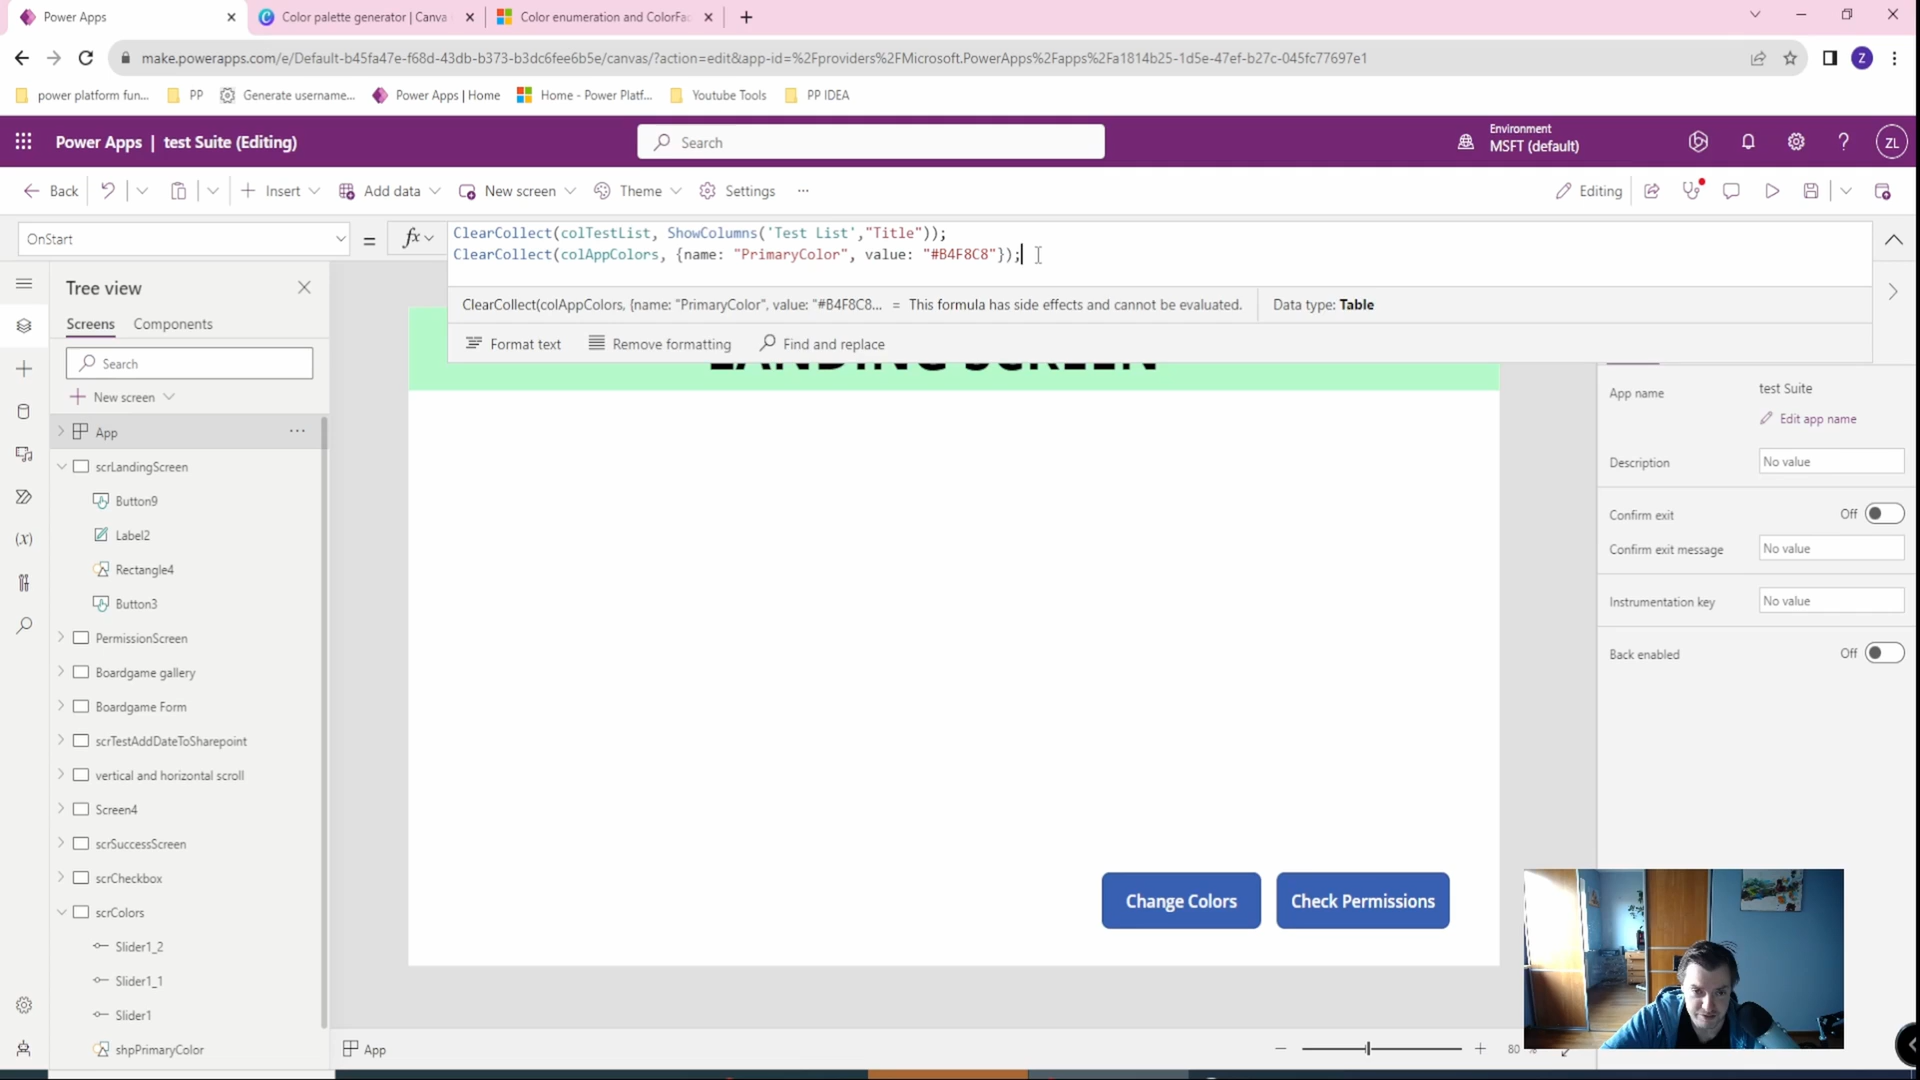 Power Apps
Color palette generator | Canva
Color enumeration and ColorFa
make.powerapps.com/e/Default-b45fa47e-f68d-43db-b373-b3dc6fee6b5e/canvas/?action=edit&app-id=%2Fproviders%2FMicrosoft.PowerApps%2Fapps%2Fa1814b25-1d5e-47ef-b27c-045fc77697e1
Z
power platform fun...
PP
Generate username...
Power Apps | Home
Home - Power Platf...
Youtube Tools
PP IDEA
Power Apps | test Suite (Editing)
Search
Environment
MSFT (default)
ZL
Back
Insert
Add data
New screen
Theme
Settings
Editing
OnStart
=
fx
ClearCollect(colTestList, ShowColumns('Test List',"Title"));
ClearCollect(colAppColors, {name: "PrimaryColor", value: "#B4F8C8"});
ClearCollect(colAppColors, {name: "PrimaryColor", value: "#B4F8C8... = This formula has side effects and cannot be evaluated.
Data type: Table
Format text
Remove formatting
Find and replace
LANDING SCREEN
Tree view
Screens
Components
Search
New screen
App
scrLandingScreen
Button9
Label2
Rectangle4
Button3
PermissionScreen
Boardgame gallery
Boardgame Form
scrTestAddDateToSharepoint
vertical and horizontal scroll
Screen4
scrSuccessScreen
scrCheckbox
scrColors
Slider1_2
Slider1_1
Slider1
shpPrimaryColor
Change Colors
Check Permissions
App name
test Suite
Edit app name
Description
No value
Confirm exit
Off
Confirm exit message
No value
Instrumentation key
No value
Back enabled
Off
App
80 %